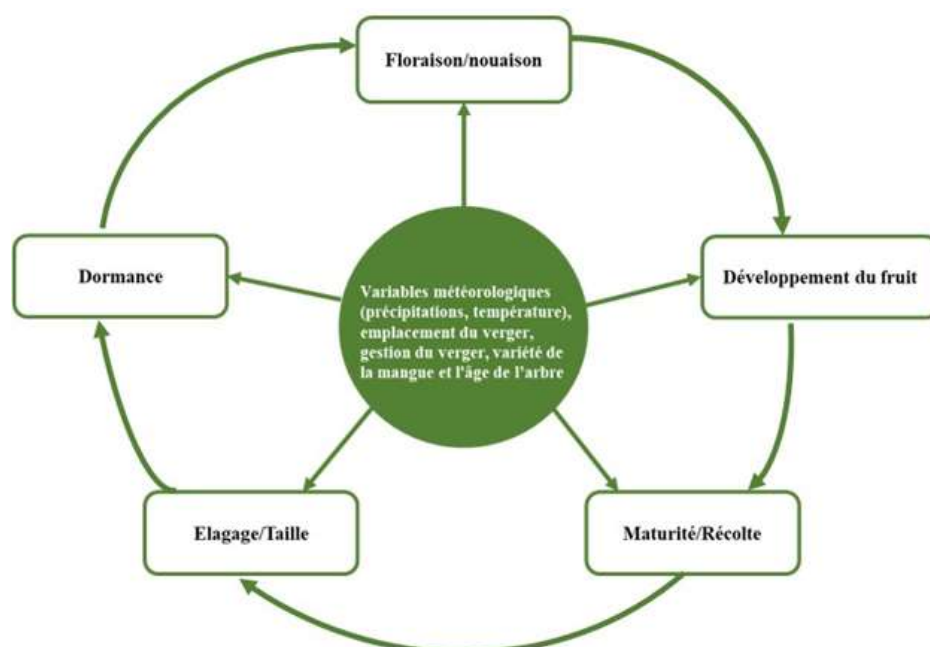 Floraison/nouaison
Dormance
Variables météorologiques
(précipitations, température),
emplacement du verger,
gestion du verger, variété de
la mangue et l'âge de l'arbre
Développement du fruit
Elagage/Taille
Maturité/Récolte